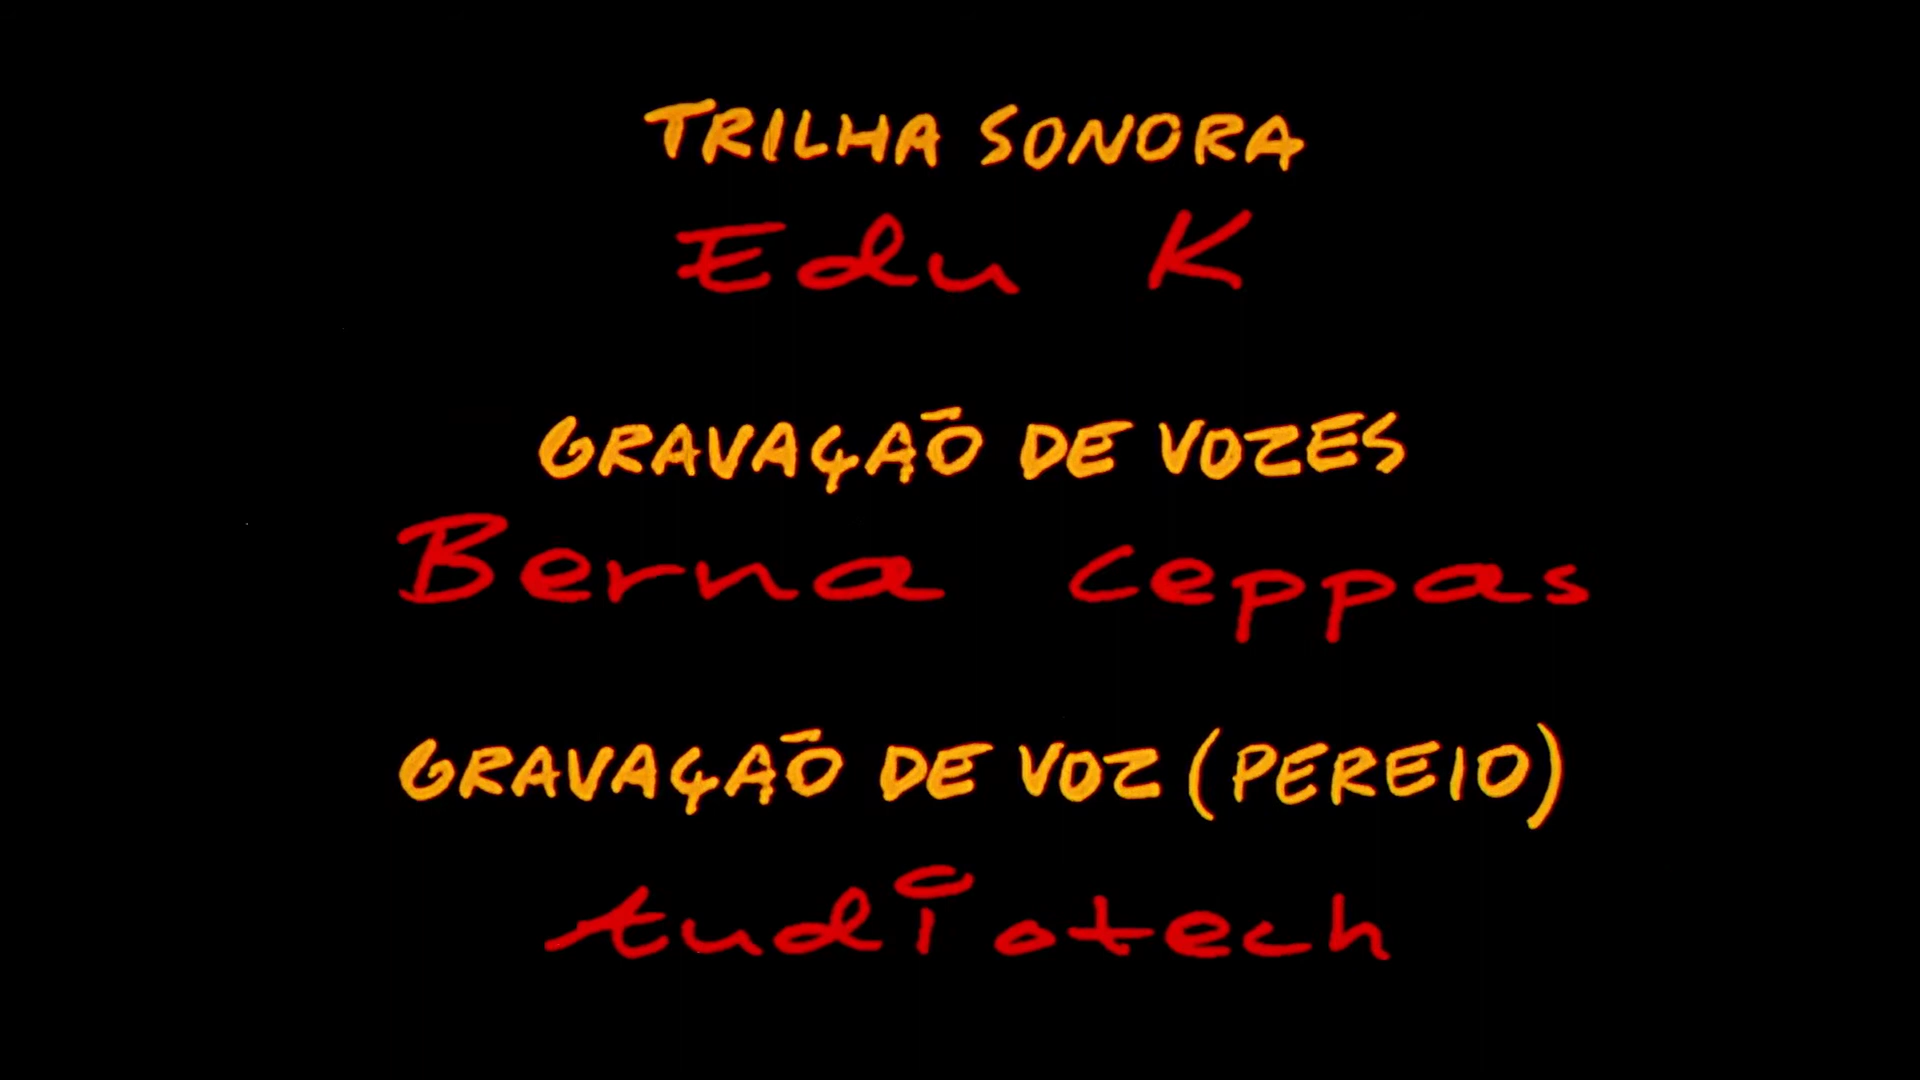 TRILHA SONORA
Edu K
GRAVAÇÃO DE VOZES
Berna Ceppas
GRAVAÇÃO DE VOZ (PEREIO)
Audiotech